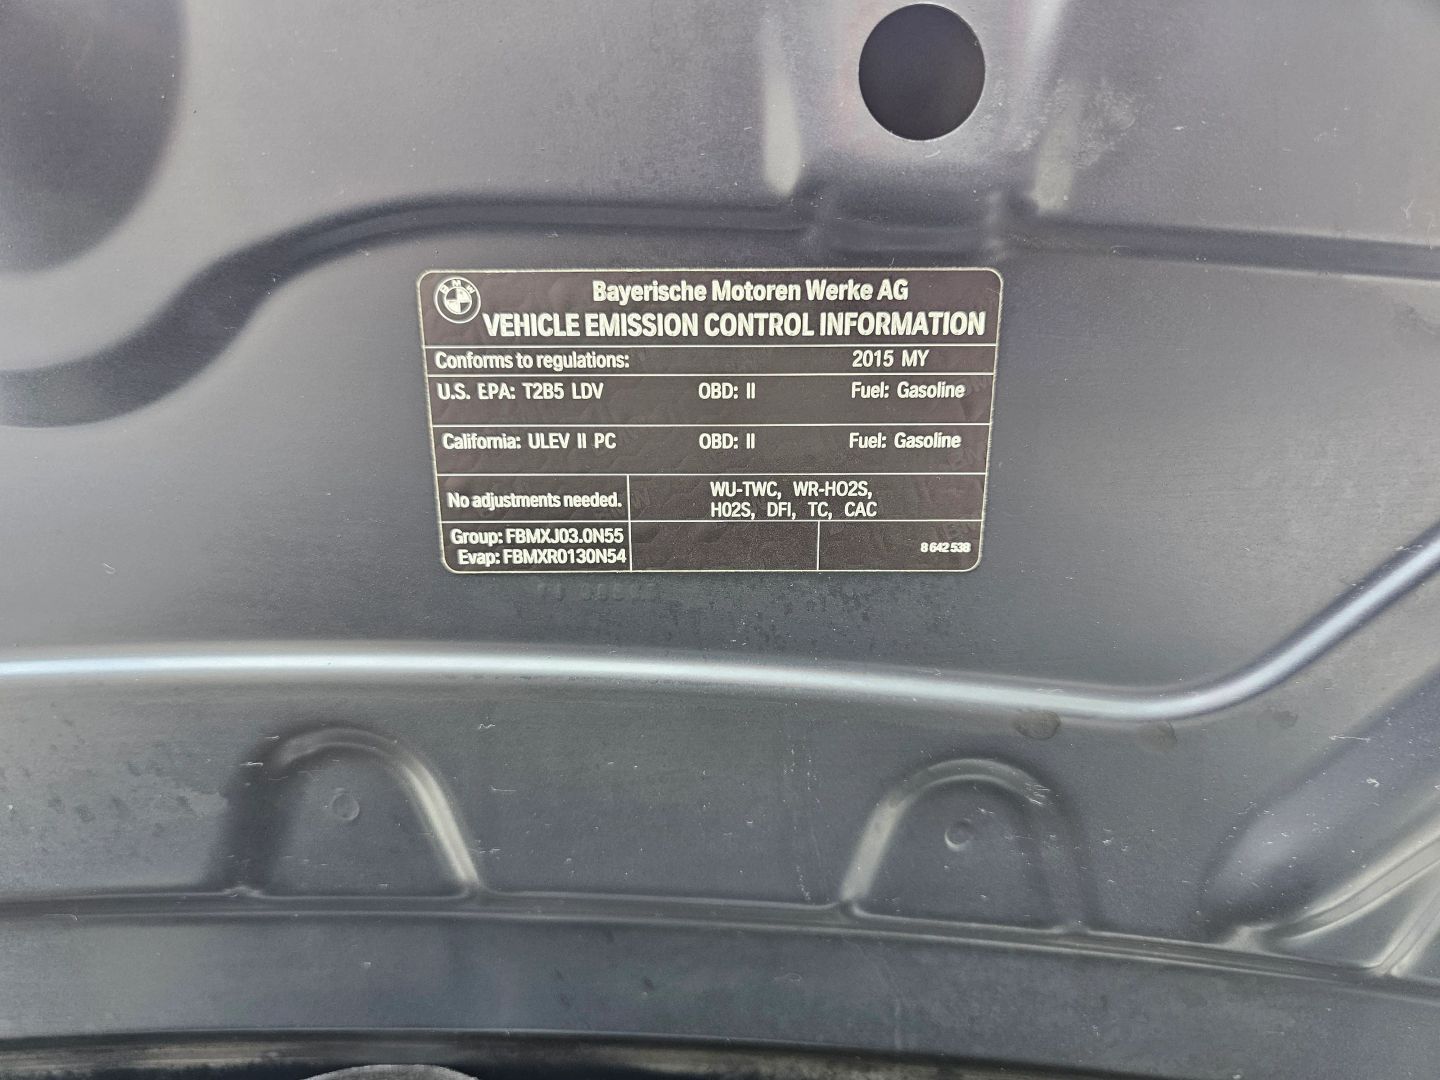 BMW
Bayerische Motoren Werke AG
VEHICLE EMISSION CONTROL INFORMATION
Conforms to regulations: 2015 MY
U.S. EPA: T2B5 LDV OBD: II Fuel: Gasoline
California: ULEV II PC OBD: II Fuel: Gasoline
No adjustments needed.
WU-TWC, WR-HO2S,
HO2S, DFI, TC, CAC
Group: FBMXJ03.0N55
Evap: FBMXR0130N54
8 642 538